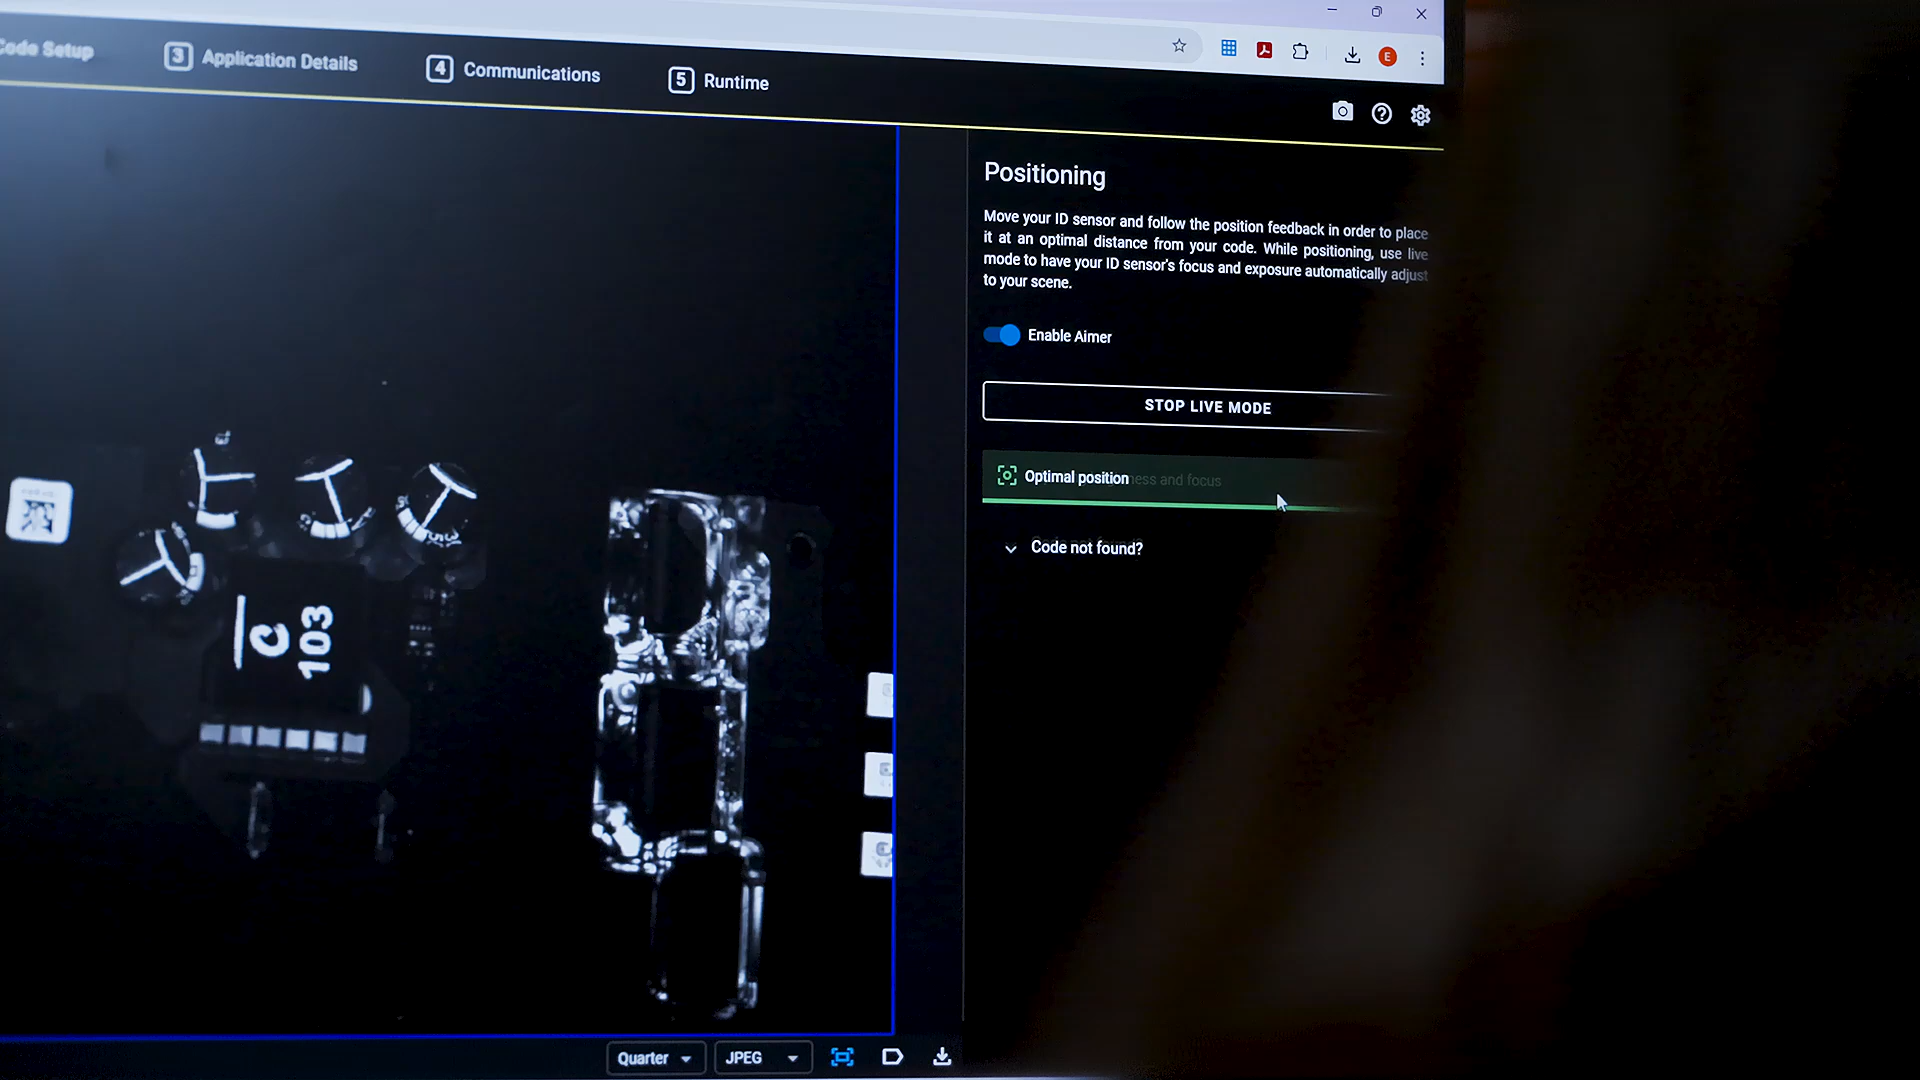 Code Setup
3 Application Details
4 Communications
5 Runtime
E
Positioning
Move your ID sensor and follow the position feedback in order to place
it at an optimal distance from your code. While positioning, use live
mode to have your ID sensor's focus and exposure automatically adjust
to your scene.
Enable Aimer
STOP LIVE MODE
Optimal position
ness and focus
Code not found?
C
103
Quarter
JPEG